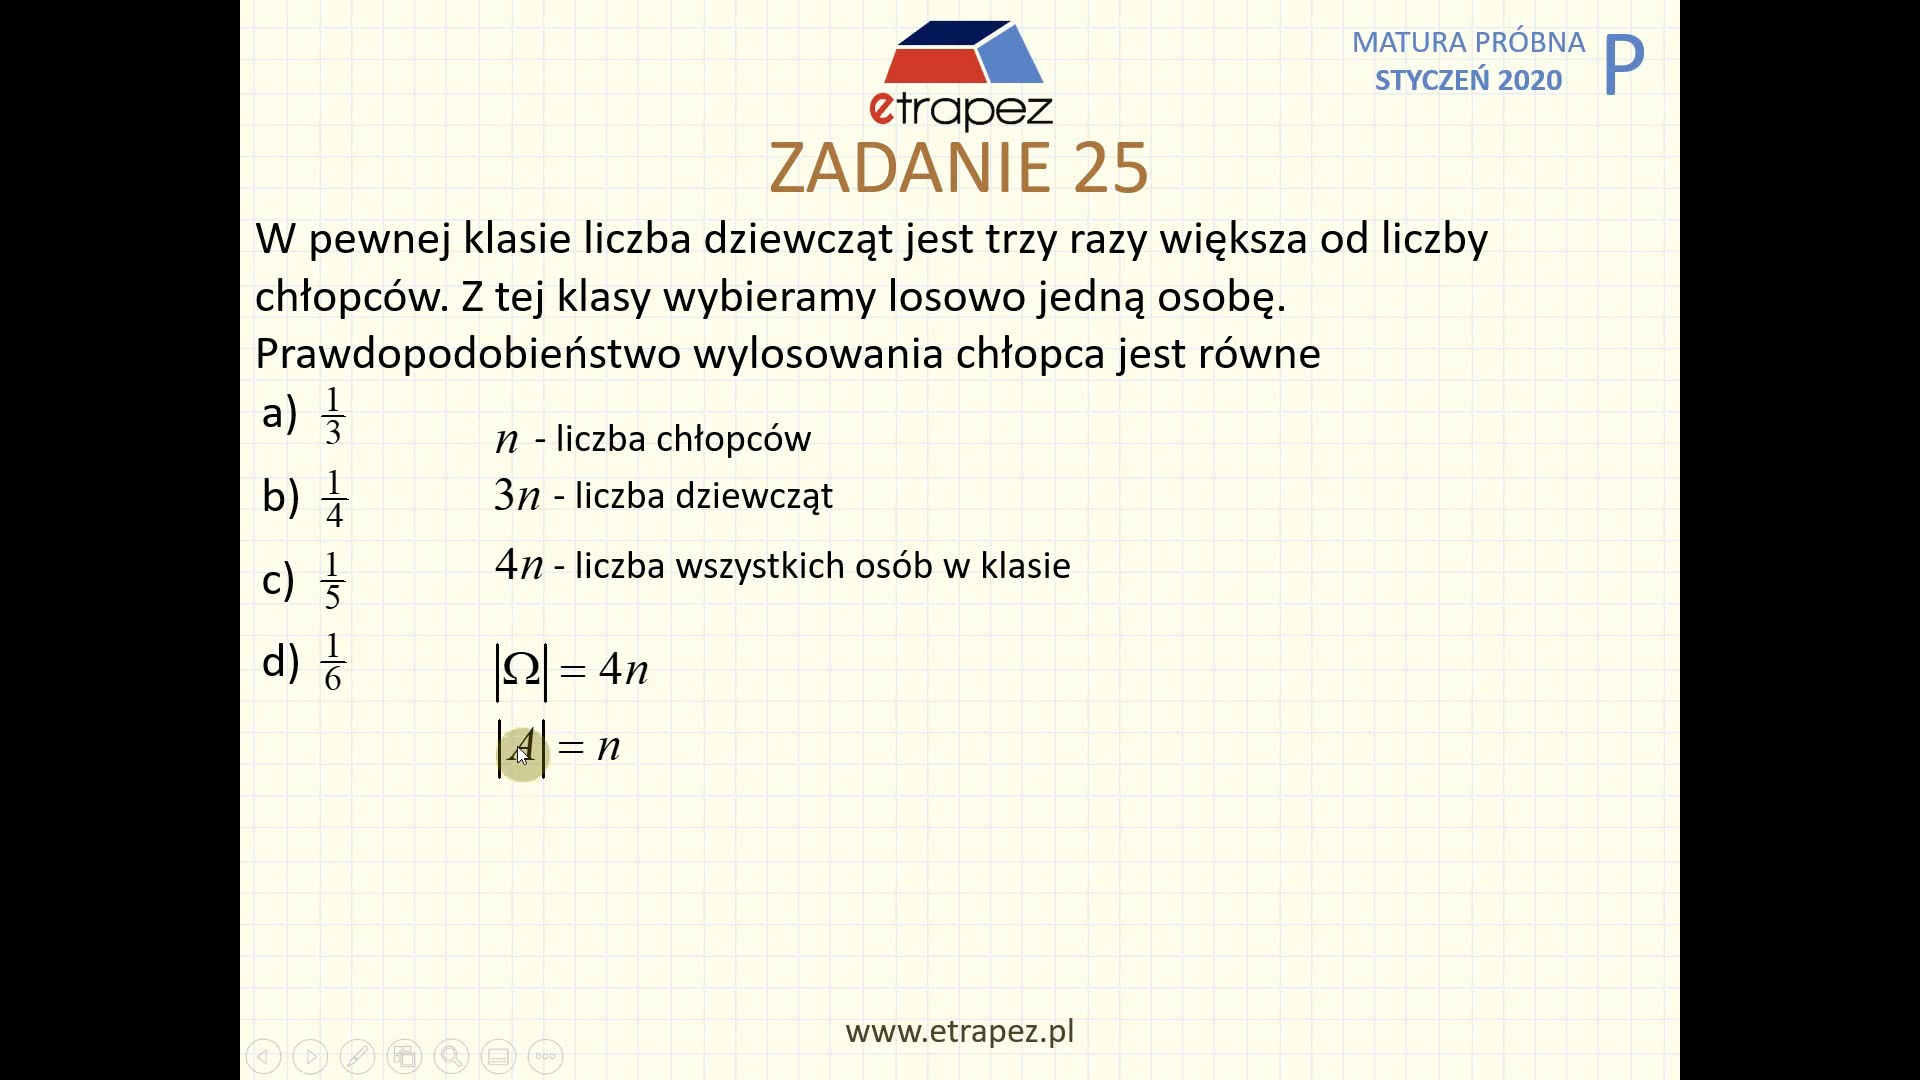 MATURA PRÓBNA
STYCZEŃ 2020
P
etrapez
ZADANIE 25
W pewnej klasie liczba dziewcząt jest trzy razy większa od liczby
chłopców. Z tej klasy wybieramy losowo jedną osobę.
Prawdopodobieństwo wylosowania chłopca jest równe
a) 1/3
b) 1/4
c) 1/5
d) 1/6
n - liczba chłopców
3n - liczba dziewcząt
4n - liczba wszystkich osób w klasie
|Ω| = 4n
|A| = n
www.etrapez.pl